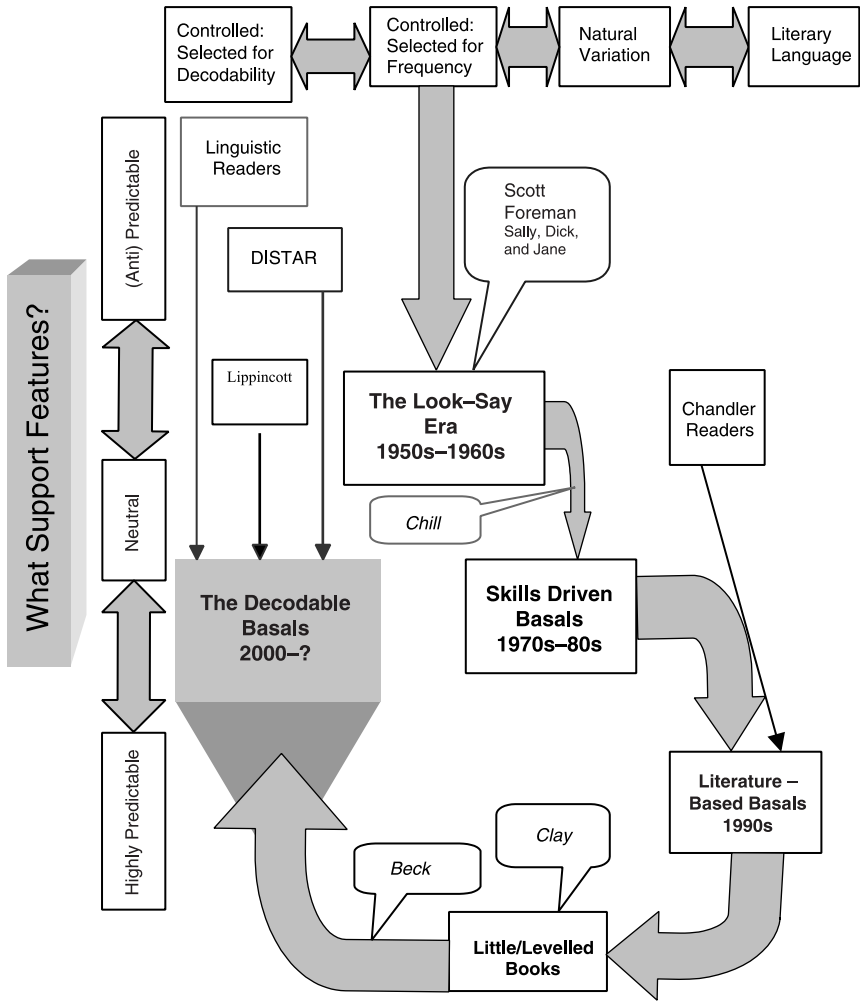 Controlled:
Selected for
Decodability
Controlled:
Selected for
Frequency
Natural
Variation
Literary
Language
(Anti) Predictable
Linguistic
Readers
Scott
Foreman
Sally, Dick,
and Jane
DISTAR
What Support Features?
Lippincott
The Look–Say
Era
1950s–1960s
Chandler
Readers
Neutral
Chill
The Decodable
Basals
2000–?
Skills Driven
Basals
1970s–80s
Highly Predictable
Literature –
Based Basals
1990s
Clay
Beck
Little/Levelled
Books